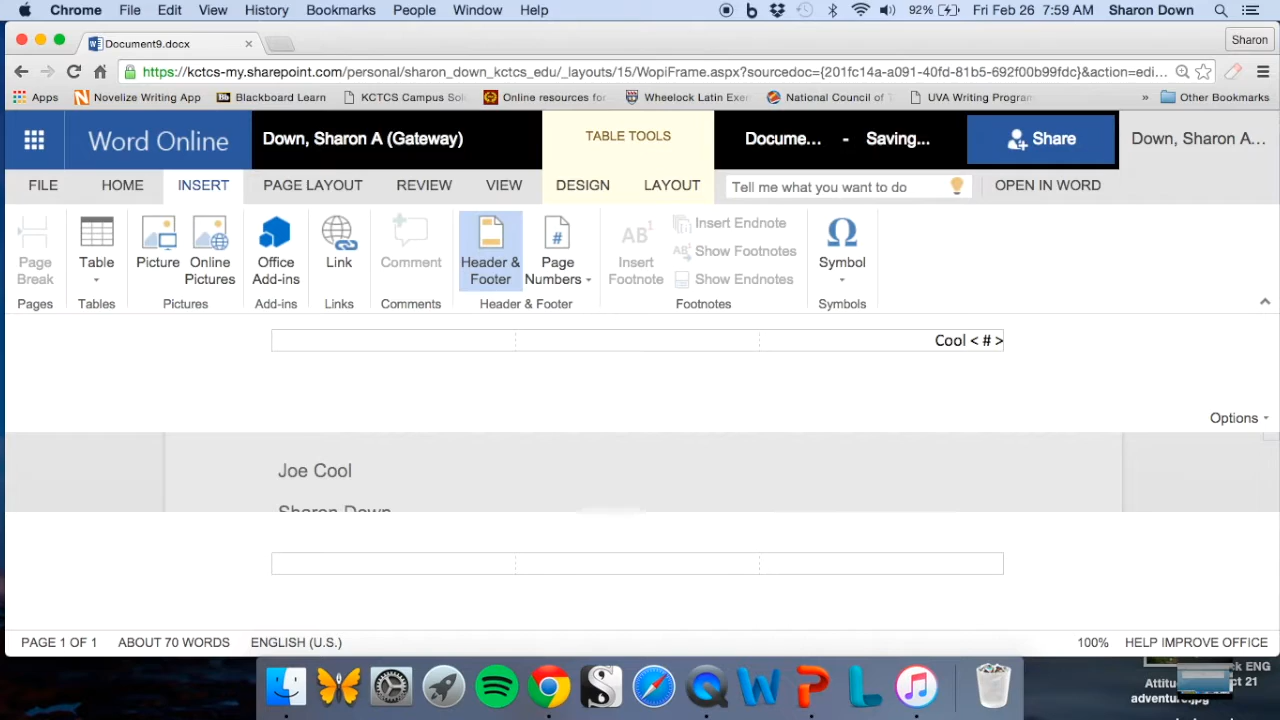 Chrome File Edit View History Bookmarks People Window Help 92% Fri Feb 26 7:59 AM Sharon Down
Document9.docx Sharon
https://kctcs-my.sharepoint.com/personal/sharon_down_kctcs_edu/_layouts/15/WopiFrame.aspx?sourcedoc={201fc14a-a091-40fd-81b5-692f00b99fdc}&action=edi...
Apps Novelize Writing App Blackboard Learn KCTCS Campus Sol Online resources for Wheelock Latin Exer National Council of UVA Writing Program » Other Bookmarks
Word Online Down, Sharon A (Gateway) TABLE TOOLS Docume... - Saving... Share Down, Sharon A...
FILE HOME INSERT PAGE LAYOUT REVIEW VIEW DESIGN LAYOUT Tell me what you want to do OPEN IN WORD
Page Break
Table
Picture
Online Pictures
Office Add-ins
Link
Comment
Header & Footer
Page Numbers
Insert Footnote
Insert Endnote
Show Footnotes
Show Endnotes
Symbol
Pages Tables Pictures Add-ins Links Comments Header & Footer Footnotes Symbols
Cool < # >
Options
Joe Cool
Sharon Down
PAGE 1 OF 1 ABOUT 70 WORDS ENGLISH (U.S.) 100% HELP IMPROVE OFFICE